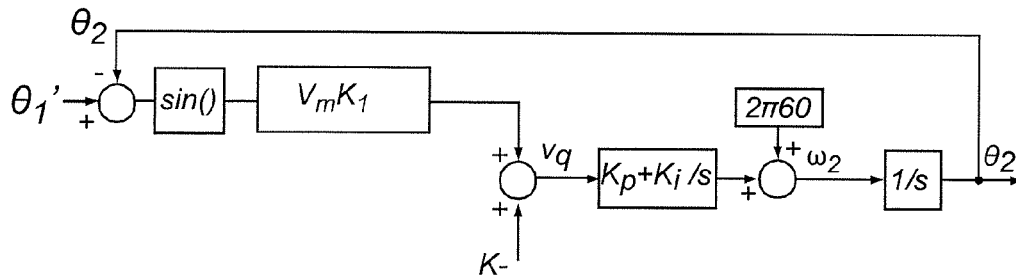 θ2
-
θ1'
+
sin()
VmK1
2π60
+
+
vq
Kp+Ki/s
+
ω2
1/s
θ2
+
K-